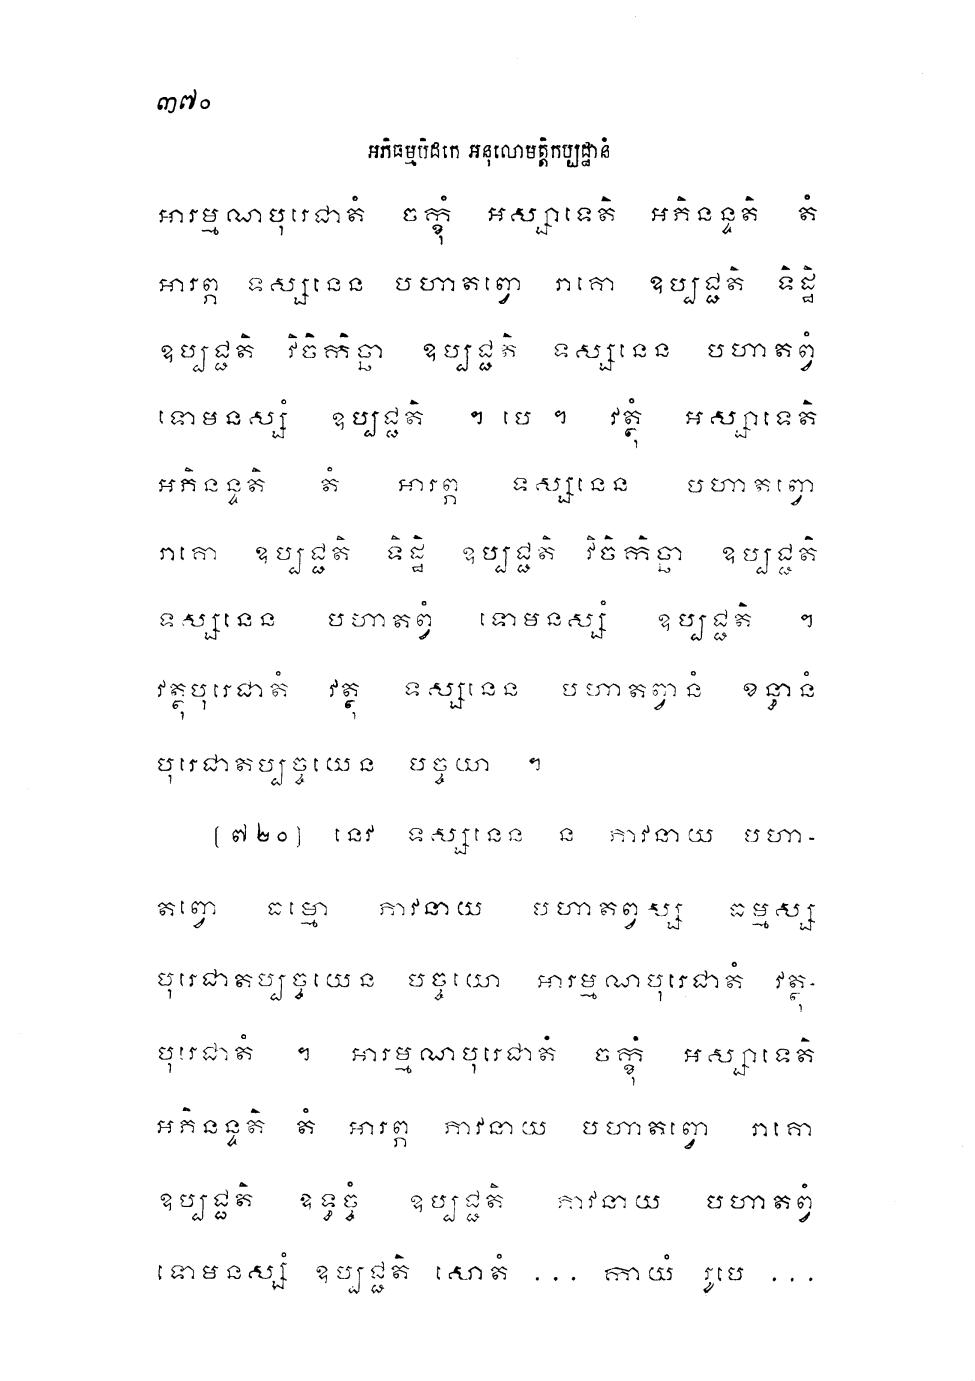 ៣៧០
អភិធម្មបិដកេ អនុលោមត្តិកប្បដ្ឋានំ
អារម្មណបុរេជាតំ ចក្ខុំ អស្សាទេតិ អភិនន្ទតិ តំ
អារព្ភ ទស្សនេន បហាតព្វោ រាគោ ឧប្បជ្ជតិ ទិដ្ឋិ
ឧប្បជ្ជតិ វិចិកិច្ឆា ឧប្បជ្ជតិ ទស្សនេន បហាតព្វំ
ទោមនស្សំ ឧប្បជ្ជតិ ។ បេ ។ វត្ថុំ អស្សាទេតិ
អភិនន្ទតិ តំ អារព្ភ ទស្សនេន បហាតព្វោ
រាគោ ឧប្បជ្ជតិ ទិដ្ឋិ ឧប្បជ្ជតិ វិចិកិច្ឆា ឧប្បជ្ជតិ
ទស្សនេន បហាតព្វំ ទោមនស្សំ ឧប្បជ្ជតិ ។
វត្ថុបុរេជាតំ វត្ថុ ទស្សនេន បហាតព្វានំ ខន្ធានំ
បុរេជាតប្បច្ចយេន បច្ចយោ ។
(៧២០) នេវ ទស្សនេន ន ភាវនាយ បហា-
តព្វោ ធម្មោ ភាវនាយ បហាតព្វស្ស ធម្មស្ស
បុរេជាតប្បច្ចយេន បច្ចយោ អារម្មណបុរេជាតំ វត្ថុ-
បុរេជាតំ ។ អារម្មណបុរេជាតំ ចក្ខុំ អស្សាទេតិ
អភិនន្ទតិ តំ អារព្ភ ភាវនាយ បហាតព្វោ រាគោ
ឧប្បជ្ជតិ ឧទ្ធច្ចំ ឧប្បជ្ជតិ ភាវនាយ បហាតព្វំ
ទោមនស្សំ ឧប្បជ្ជតិ សោតំ ... កាយំ រូបេ ...